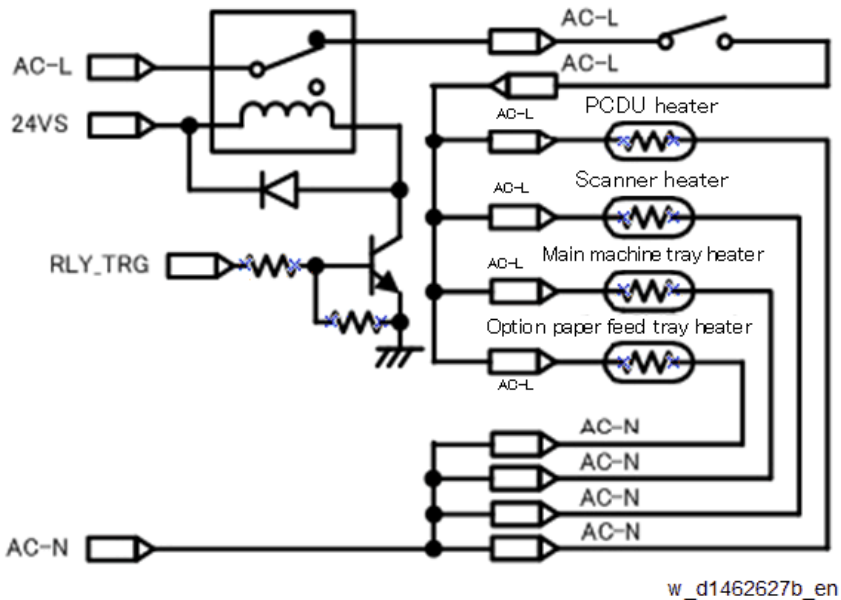 AC-L
AC-L
AC-L
24VS
PCDU heater
AC-L
Scanner heater
AC-L
RLY_TRG
Main machine tray heater
AC-L
Option paper feed tray heater
AC-L
AC-N
AC-N
AC-N
AC-N
AC-N
w_d1462627b_en